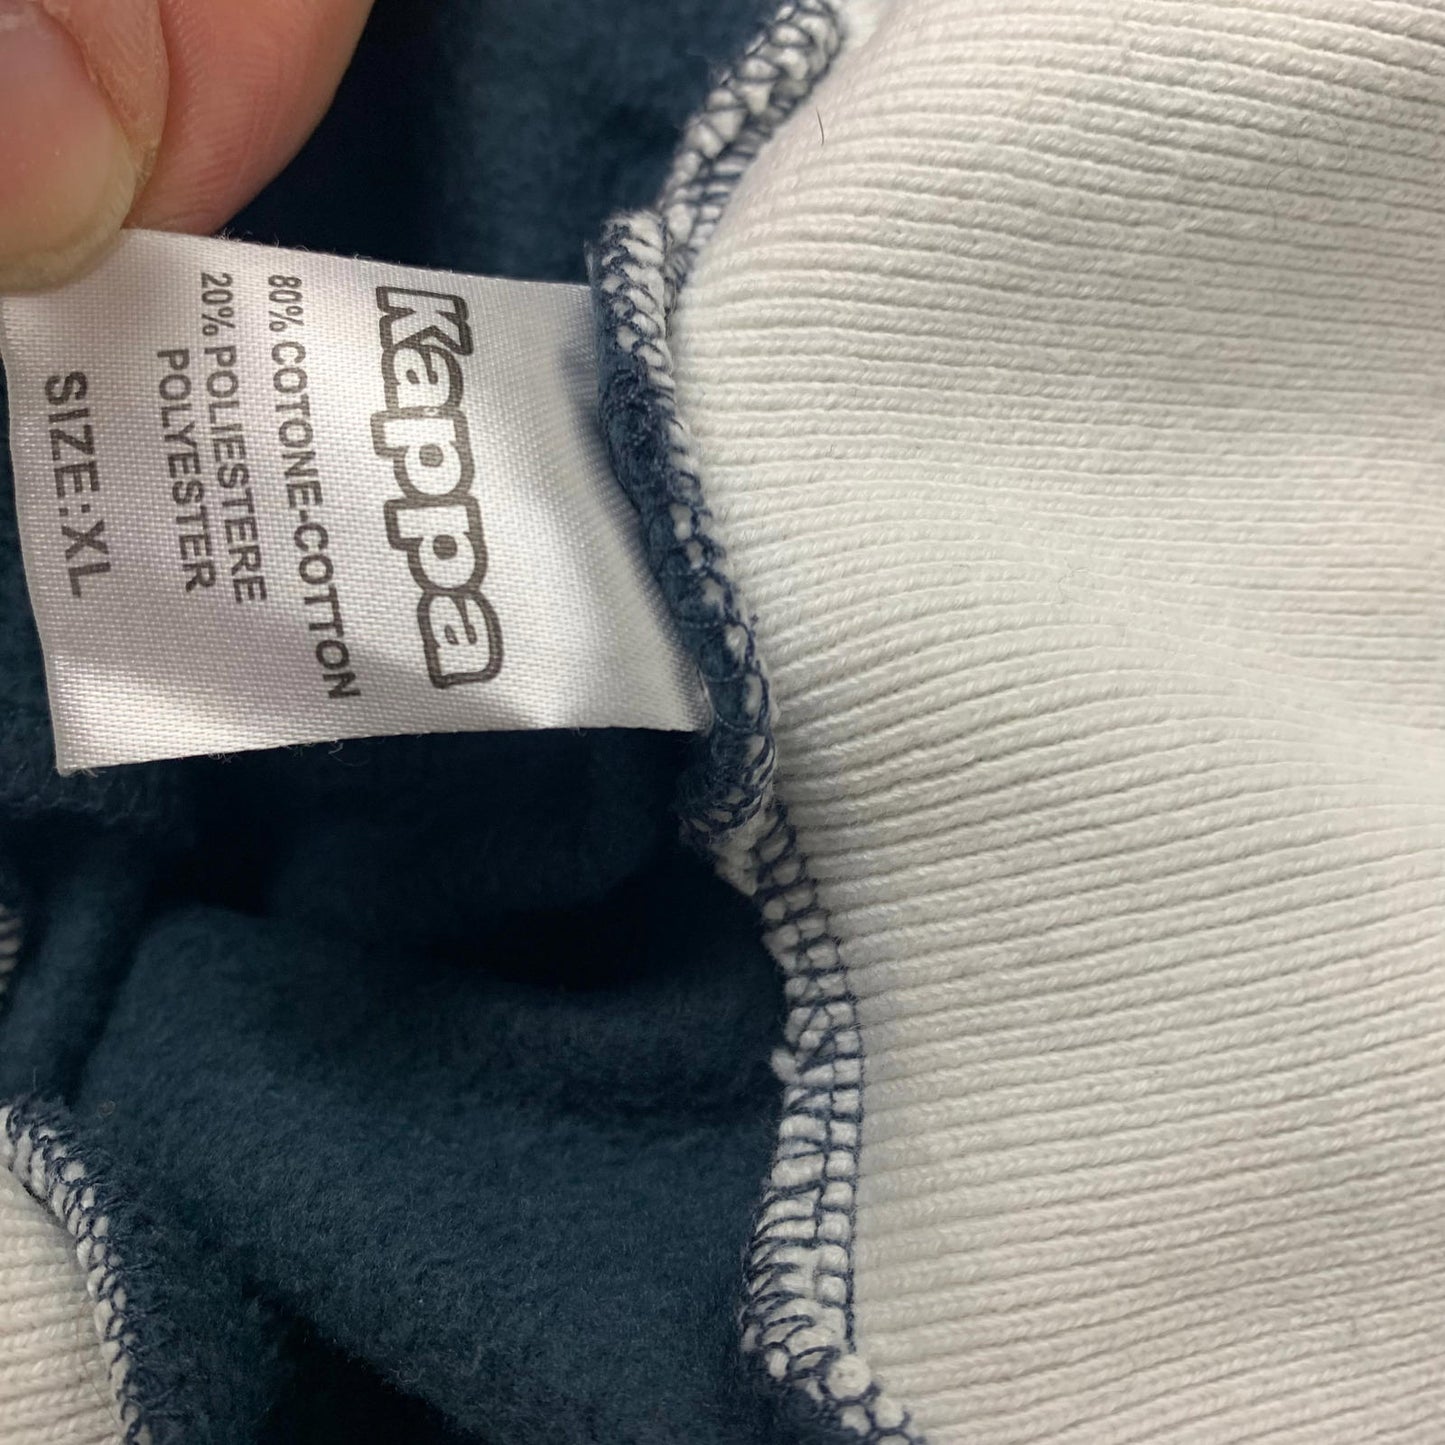 Kappa
80% COTONE-COTTON
20% POLIESTERE
POLYESTER
SIZE:XL